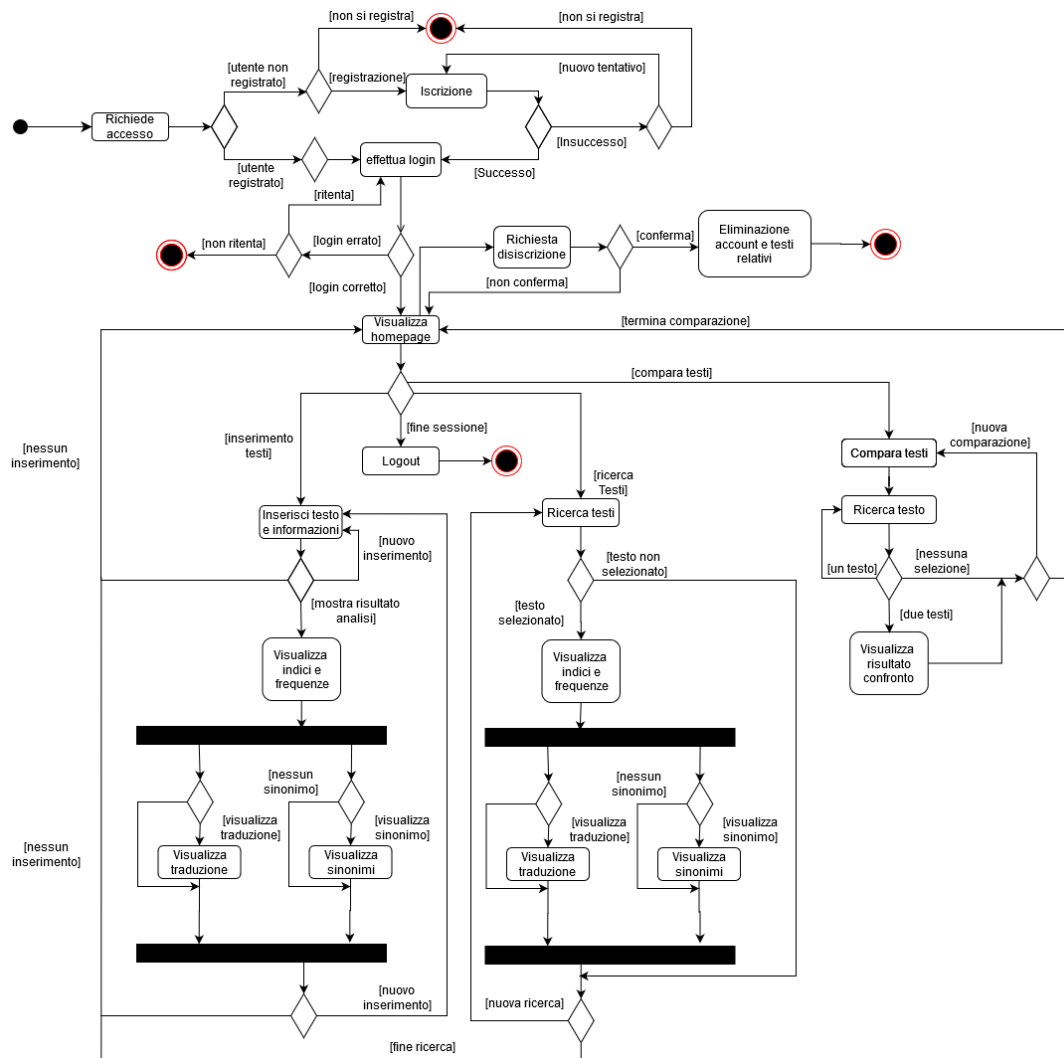 [non si registra]
[non si registra]
[utente non
registrato]
[registrazione]
[nuovo tentativo]
Iscrizione
Richiede
accesso
[Insuccesso]
[utente
registrato]
effettua login
[Successo]
[ritenta]
[non ritenta]
[login errato]
Richiesta
disiscrizione
[conferma]
Eliminazione
account e testi
relativi
[login corretto]
[non conferma]
Visualizza
homepage
[termina comparazione]
[compara testi]
[nessun
inserimento]
[inserimento
testi]
[fine sessione]
Logout
[nuova
comparazione]
Compara testi
[ricerca
Testi]
Inserisci testo
e informazioni
Ricerca testi
Ricerca testo
[nuovo
inserimento]
[testo non
selezionato]
[un testo]
[nessuna
selezione]
[mostra risultato
analisi]
[testo
selezionato]
[due testi]
Visualizza
indici e
frequenze
Visualizza
indici e
frequenze
Visualizza
risultato
confronto
[nessun
sinonimo]
[nessun
sinonimo]
[visualizza
traduzione]
[visualizza
sinonimo]
[visualizza
traduzione]
[visualizza
sinonimo]
[nessun
inserimento]
Visualizza
traduzione
Visualizza
sinonimi
Visualizza
traduzione
Visualizza
sinonimi
[nuovo
inserimento]
[nuova ricerca]
[fine ricerca]